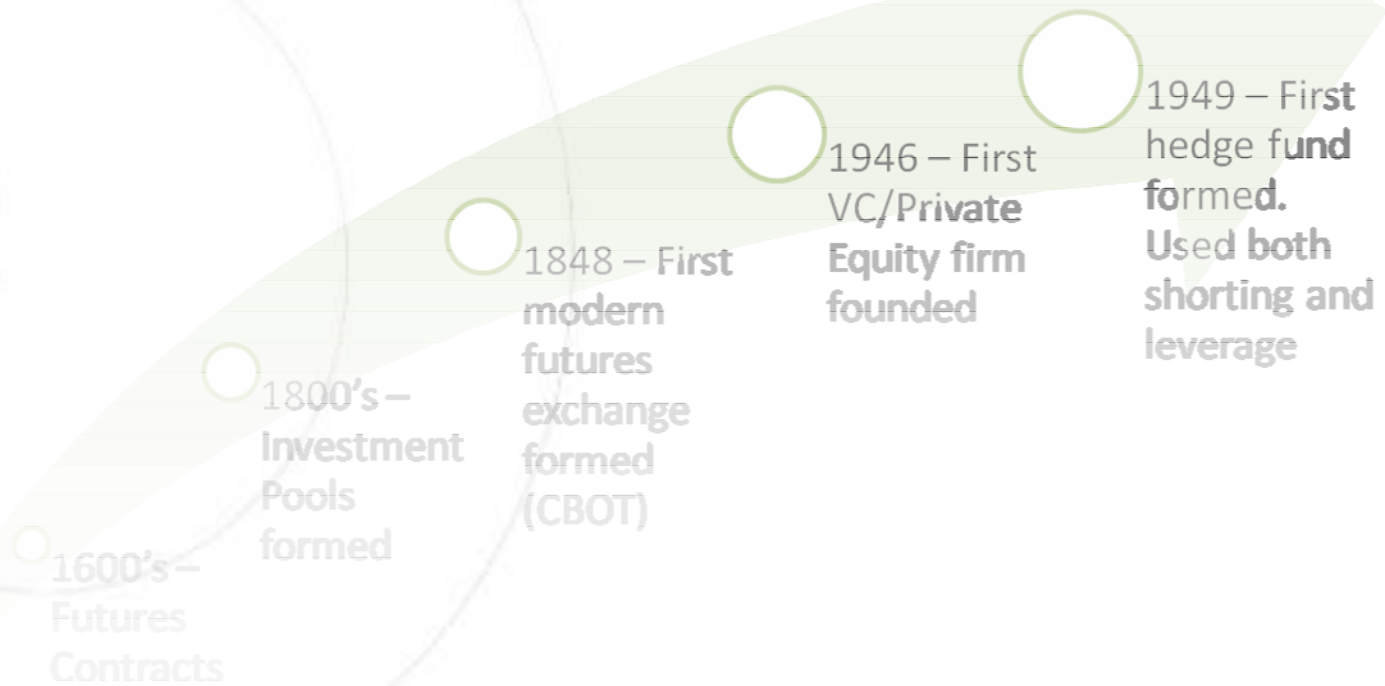 1600's –
Futures
Contracts
1800's –
Investment
Pools
formed
1848 – First
modern
futures
exchange
formed
(CBOT)
1946 – First
VC/Private
Equity firm
founded
1949 – First
hedge fund
formed.
Used both
shorting and
leverage